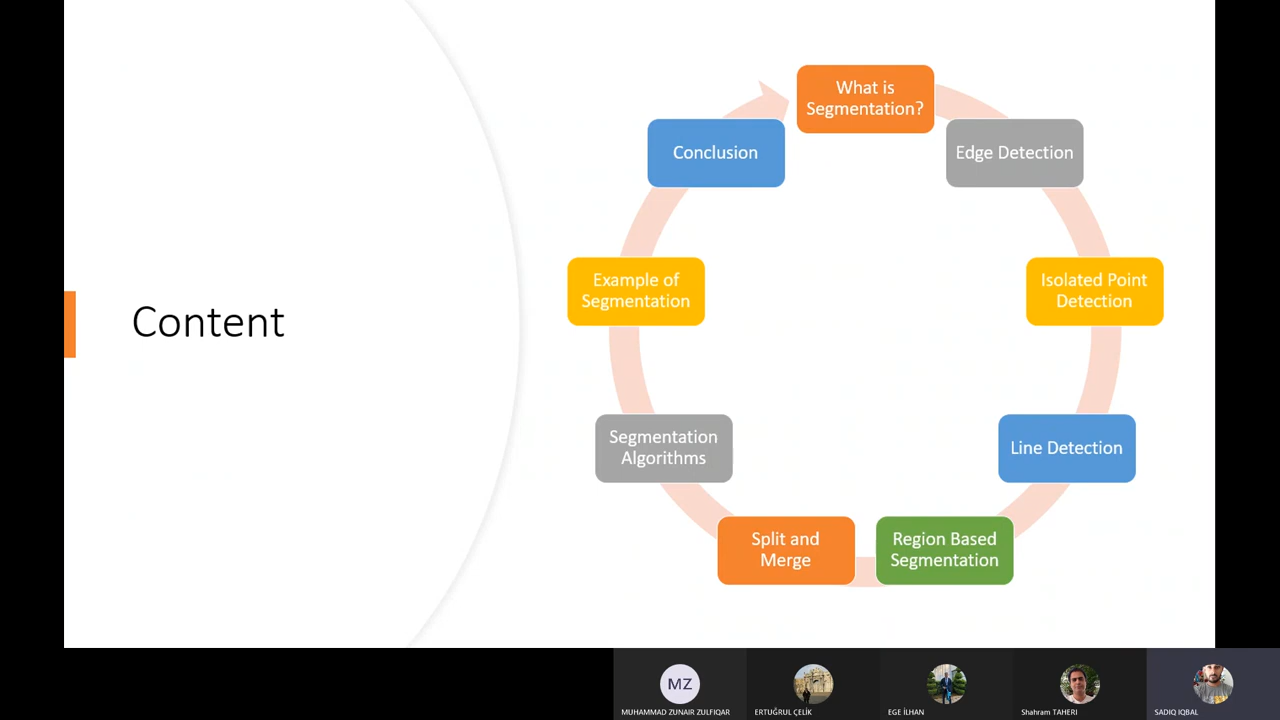 Content
What is
Segmentation?
Edge Detection
Isolated Point
Detection
Line Detection
Region Based
Segmentation
Split and
Merge
Segmentation
Algorithms
Example of
Segmentation
Conclusion
MZ
MUHAMMAD ZUNAIR ZULFIQAR
ERTUĞRUL ÇELİK
EGE İLHAN
Shahram TAHERI
SADIQ IQBAL